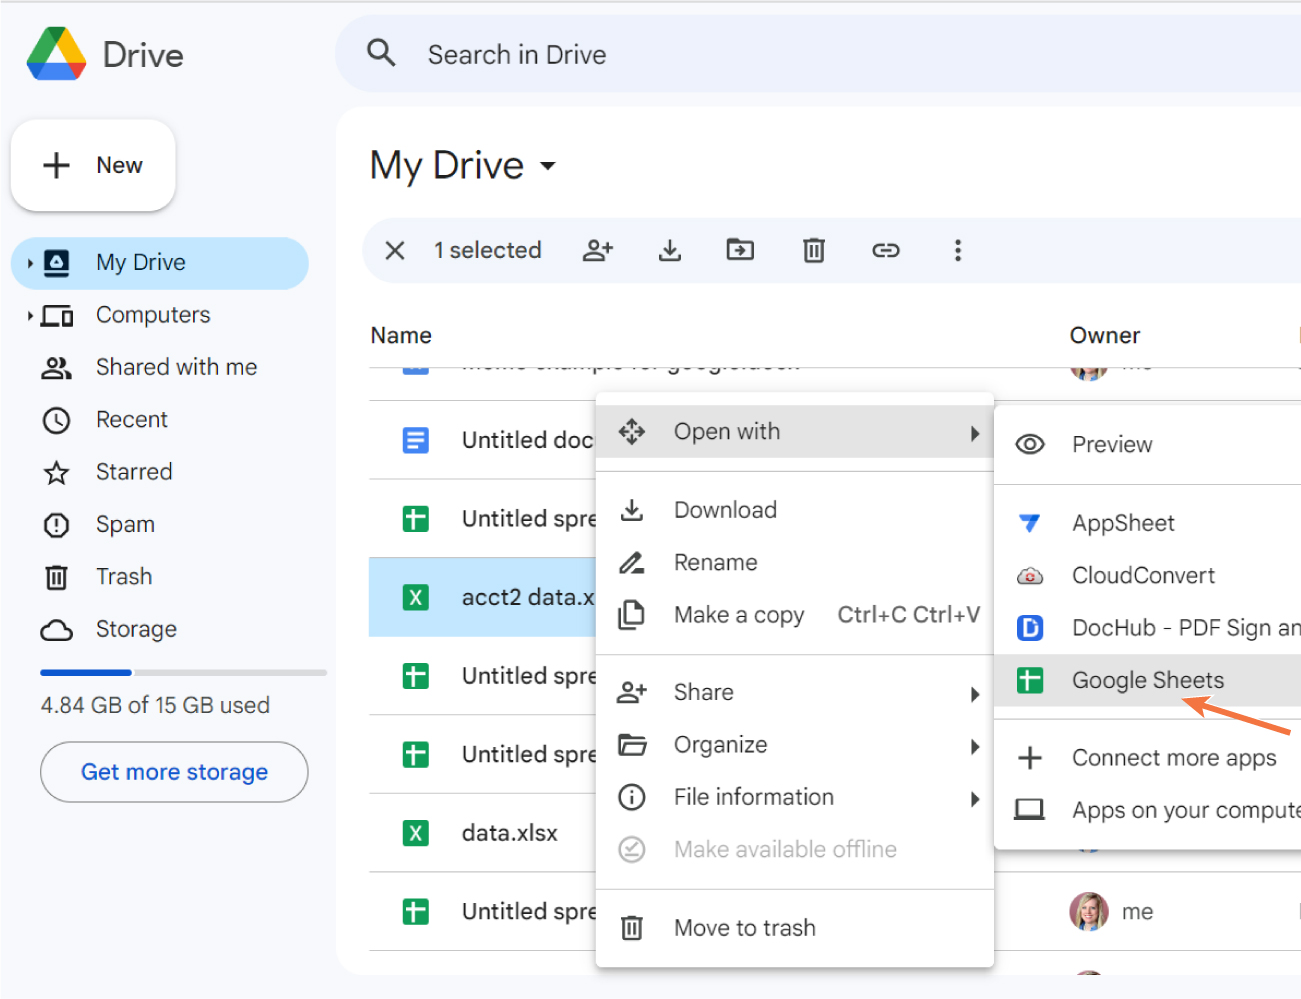 Drive
Search in Drive
New
My Drive
My Drive
1 selected
Computers
Shared with me
Recent
Starred
Spam
Trash
Storage
4.84 GB of 15 GB used
Get more storage
Name
Owner
Untitled doc
Untitled spre
acct2 data.x
Untitled spre
Untitled spre
data.xlsx
Untitled spre
me
Open with
Download
Rename
Make a copy Ctrl+C Ctrl+V
Share
Organize
File information
Make available offline
Move to trash
Preview
AppSheet
CloudConvert
DocHub - PDF Sign an
Google Sheets
Connect more apps
Apps on your compute